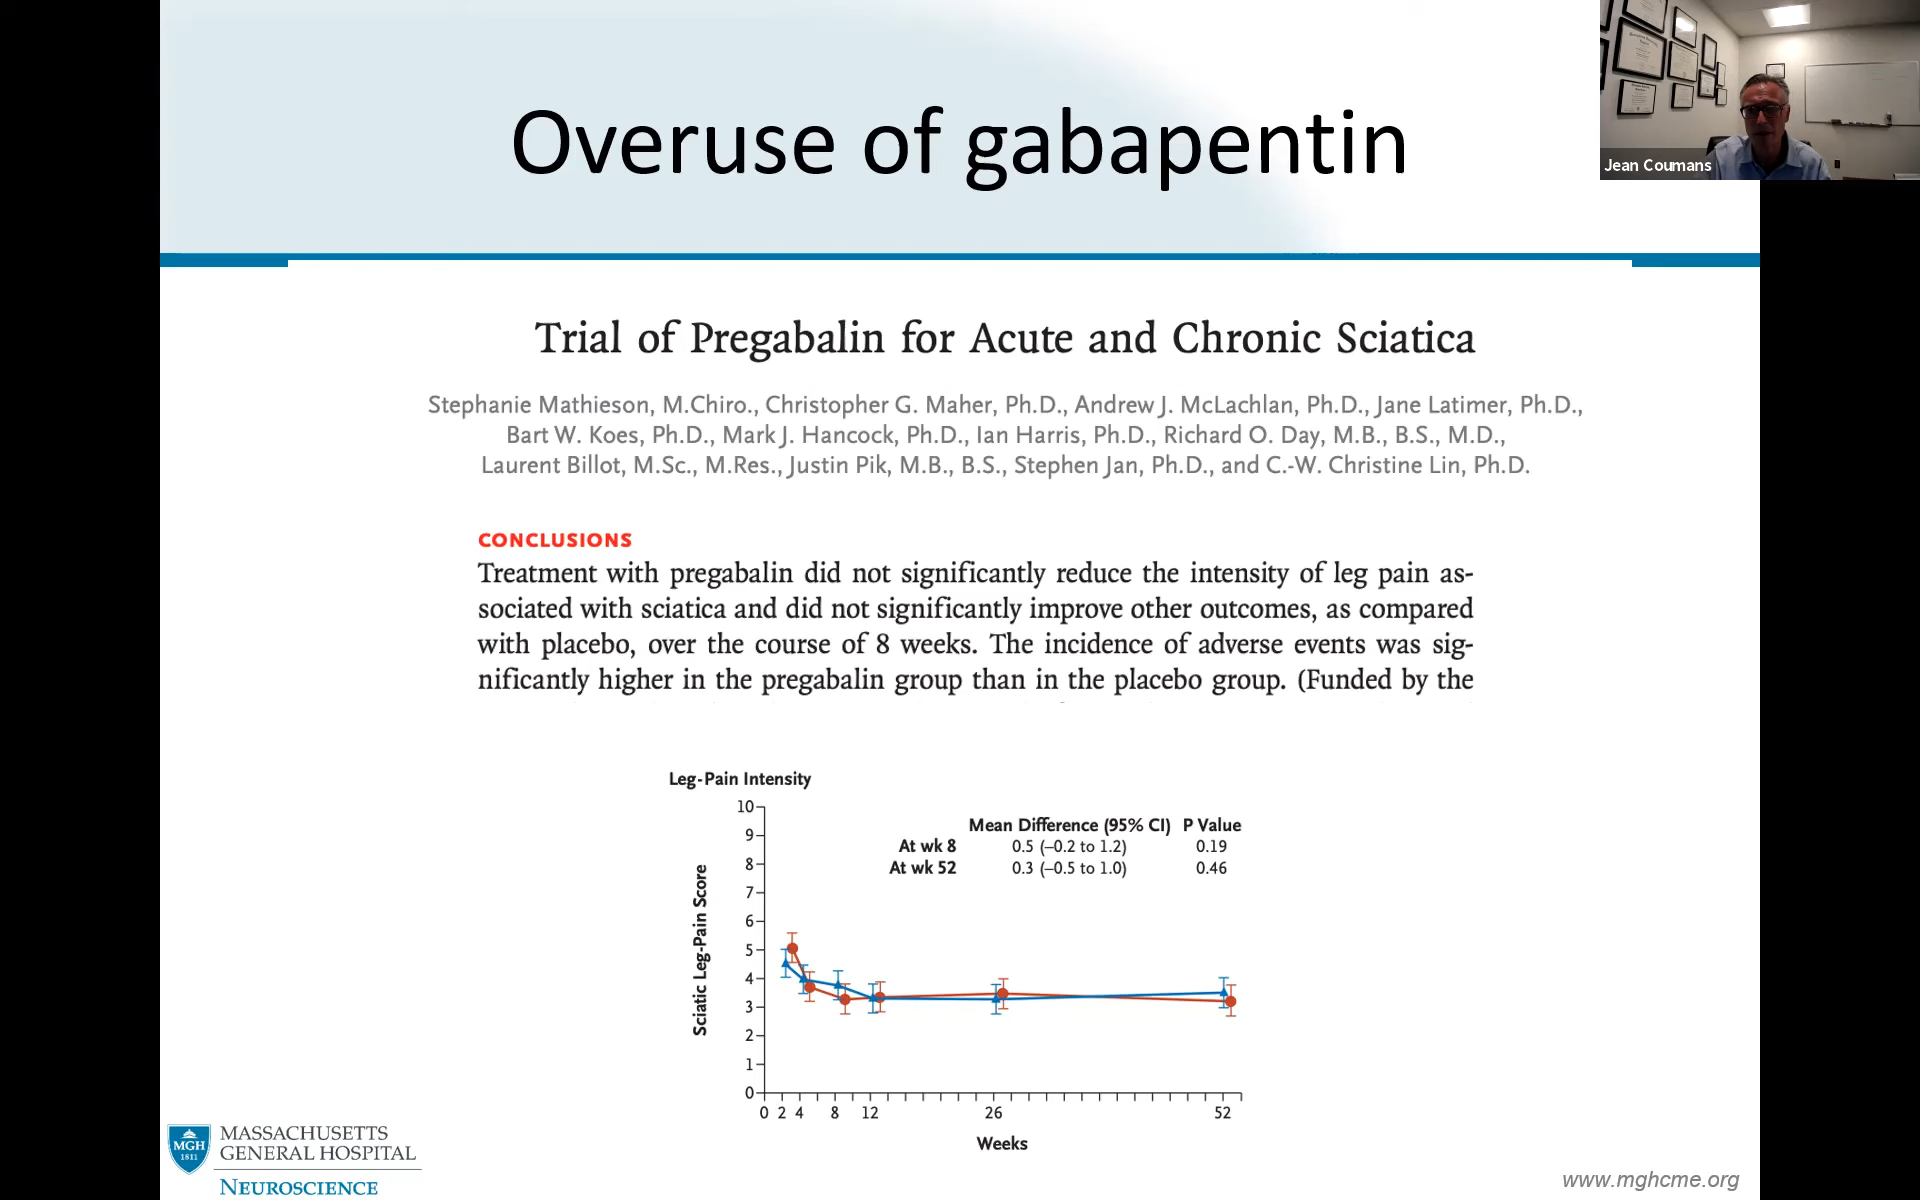 Overuse of gabapentin
Jean Coumans
Trial of Pregabalin for Acute and Chronic Sciatica
Stephanie Mathieson, M.Chiro., Christopher G. Maher, Ph.D., Andrew J. McLachlan, Ph.D., Jane Latimer, Ph.D.,
Bart W. Koes, Ph.D., Mark J. Hancock, Ph.D., Ian Harris, Ph.D., Richard O. Day, M.B., B.S., M.D.,
Laurent Billot, M.Sc., M.Res., Justin Pik, M.B., B.S., Stephen Jan, Ph.D., and C.-W. Christine Lin, Ph.D.
CONCLUSIONS
Treatment with pregabalin did not significantly reduce the intensity of leg pain as-
sociated with sciatica and did not significantly improve other outcomes, as compared
with placebo, over the course of 8 weeks. The incidence of adverse events was sig-
nificantly higher in the pregabalin group than in the placebo group. (Funded by the
Leg-Pain Intensity
Mean Difference (95% CI) P Value
At wk 8 0.5 (–0.2 to 1.2) 0.19
At wk 52 0.3 (–0.5 to 1.0) 0.46
Sciatic Leg-Pain Score
10
9
8
7
6
5
4
3
2
1
0
0 2 4 8 12 26 52
Weeks
MGH
1811
MASSACHUSETTS
GENERAL HOSPITAL
NEUROSCIENCE
www.mghcme.org